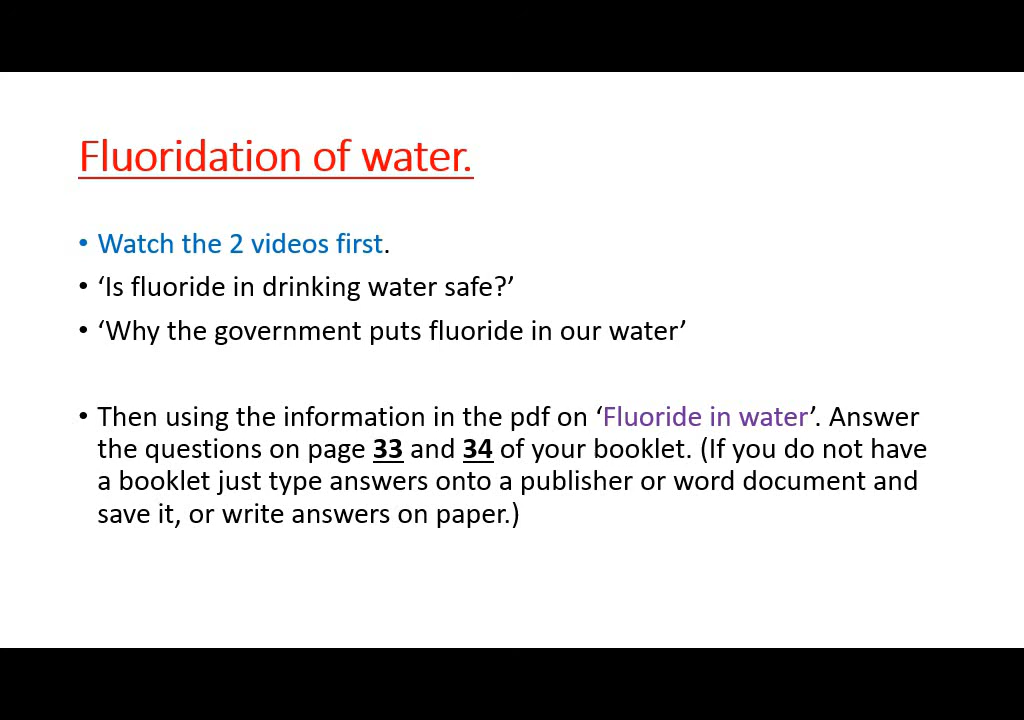 Fluoridation of water.
• Watch the 2 videos first.
• ‘Is fluoride in drinking water safe?’
• ‘Why the government puts fluoride in our water’
• Then using the information in the pdf on ‘Fluoride in water’. Answer
the questions on page 33 and 34 of your booklet. (If you do not have
a booklet just type answers onto a publisher or word document and
save it, or write answers on paper.)